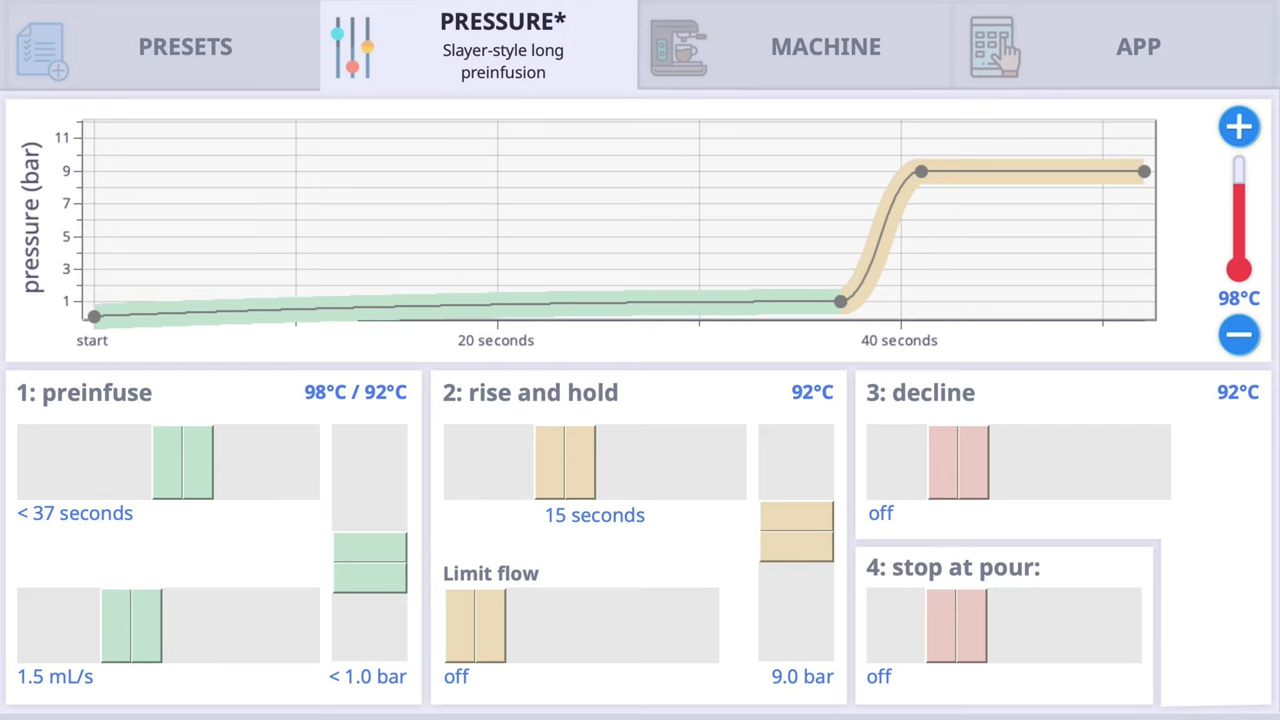 PRESETS
PRESSURE*
Slayer-style long
preinfusion
MACHINE
APP
pressure (bar)
11
9
7
5
3
1
start
20 seconds
40 seconds
98°C
1: preinfuse
98°C / 92°C
< 37 seconds
1.5 mL/s
< 1.0 bar
2: rise and hold
92°C
15 seconds
Limit flow
off
9.0 bar
3: decline
92°C
off
4: stop at pour:
off